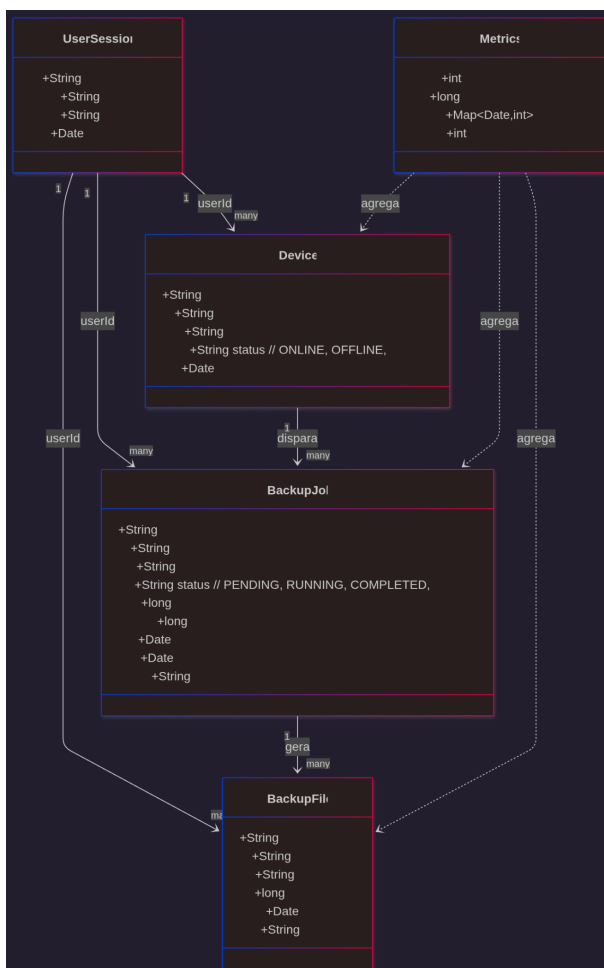 UserSession
+String
+String
+String
+Date
Metrics
+int
+long
+Map<Date,int>
+int
1
1
1
userId
many
agrega
Device
+String
+String
+String
+String status // ONLINE, OFFLINE,
+Date
userId
agrega
userId
agrega
1
dispara
many
many
BackupJol
+String
+String
+String
+String status // PENDING, RUNNING, COMPLETED,
+long
+long
+Date
+Date
+String
1
gera
many
ma
BackupFile
+String
+String
+String
+long
+Date
+String